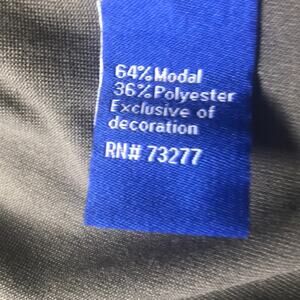 64%Modal
36%Polyester
Exclusive of
decoration
RN# 73277